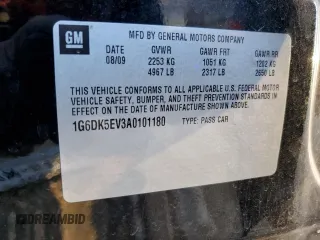 GM
MFD BY GENERAL MOTORS COMPANY
08/09 GVWR GAWR FRT GAWR RR
2253 KG 1051 KG 1202 KG
4967 LB 2317 LB 2650 LB
THIS VEHICLE CONFORMS TO ALL APPLICABLE U.S. FEDERAL MOTOR
VEHICLE SAFETY, BUMPER, AND THEFT PREVENTION STANDARDS
IN EFFECT ON THE DATE OF MANUFACTURE SHOWN ABOVE.
1G6DK5EV3A0101180 TYPE: PASS CAR
DREAMBID